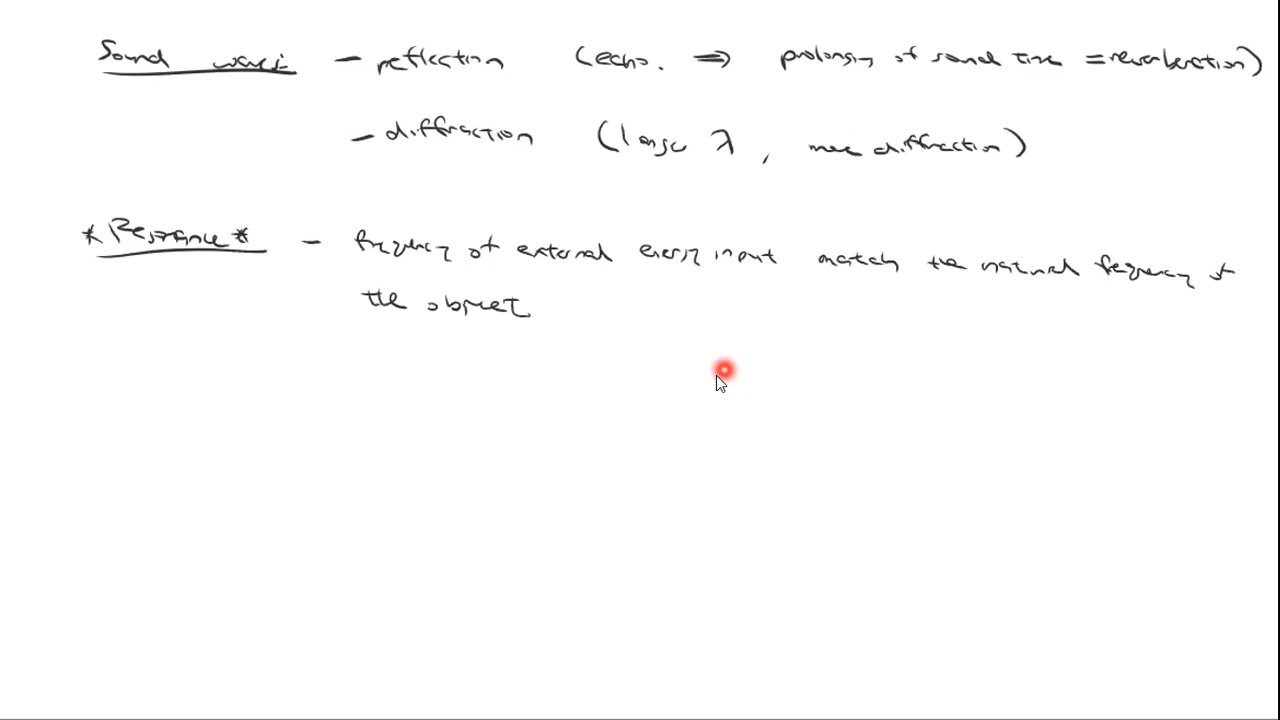 Sound waves – reflection (echo. ⇒ prolonging of sound time = reverberation)
– diffraction (large λ, more diffraction)
*Resonance* – frequency of external energy input match the natural frequency of
the object